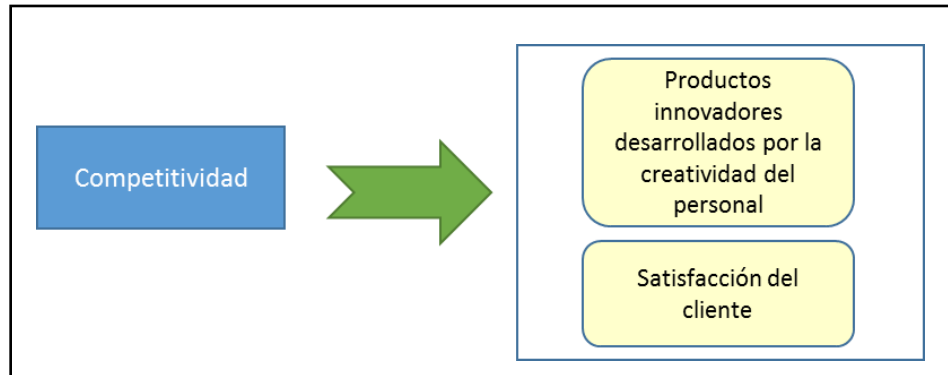 Competitividad
Productos
innovadores
desarrollados por la
creatividad del
personal
Satisfacción del
cliente